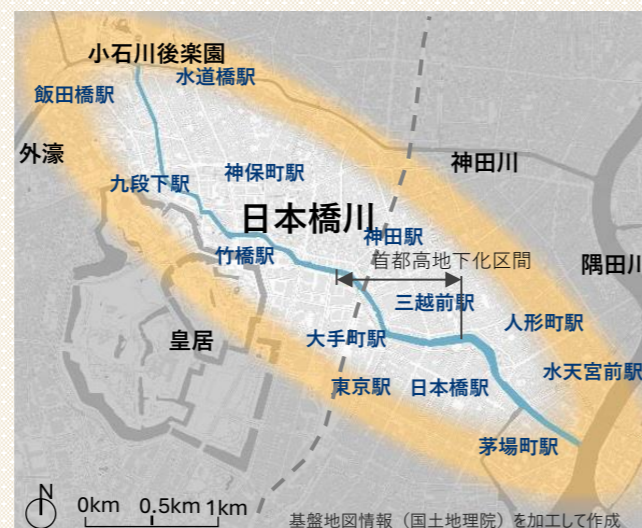 小石川後楽園
水道橋駅
飯田橋駅
外濠
神田川
九段下駅
神保町駅
日本橋川
竹橋駅
神田駅
首都高地下化区間
隅田川
三越前駅
人形町駅
皇居
大手町駅
水天宮前駅
東京駅
日本橋駅
茅場町駅
N
0km 0.5km 1km
基盤地図情報（国土地理院）を加工して作成